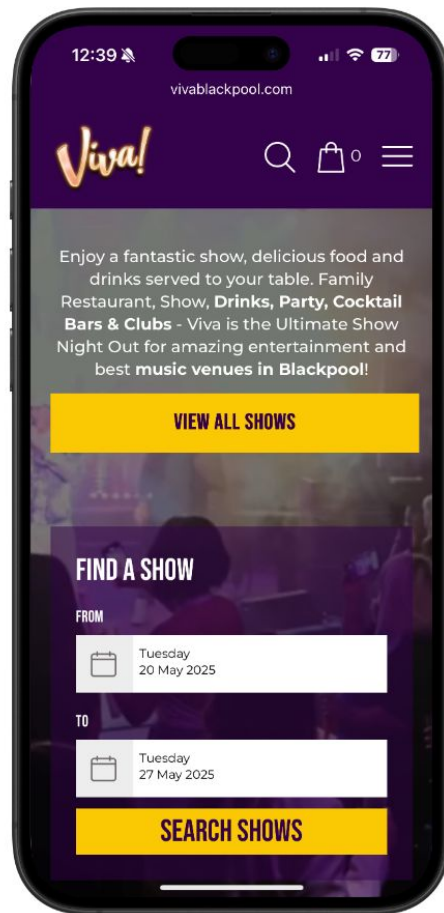 12:39
77
vivablackpool.com
Viva!
0
Enjoy a fantastic show, delicious food and
drinks served to your table. Family
Restaurant, Show, Drinks, Party, Cocktail
Bars & Clubs - Viva is the Ultimate Show
Night Out for amazing entertainment and
best music venues in Blackpool!
VIEW ALL SHOWS
FIND A SHOW
FROM
Tuesday
20 May 2025
TO
Tuesday
27 May 2025
SEARCH SHOWS